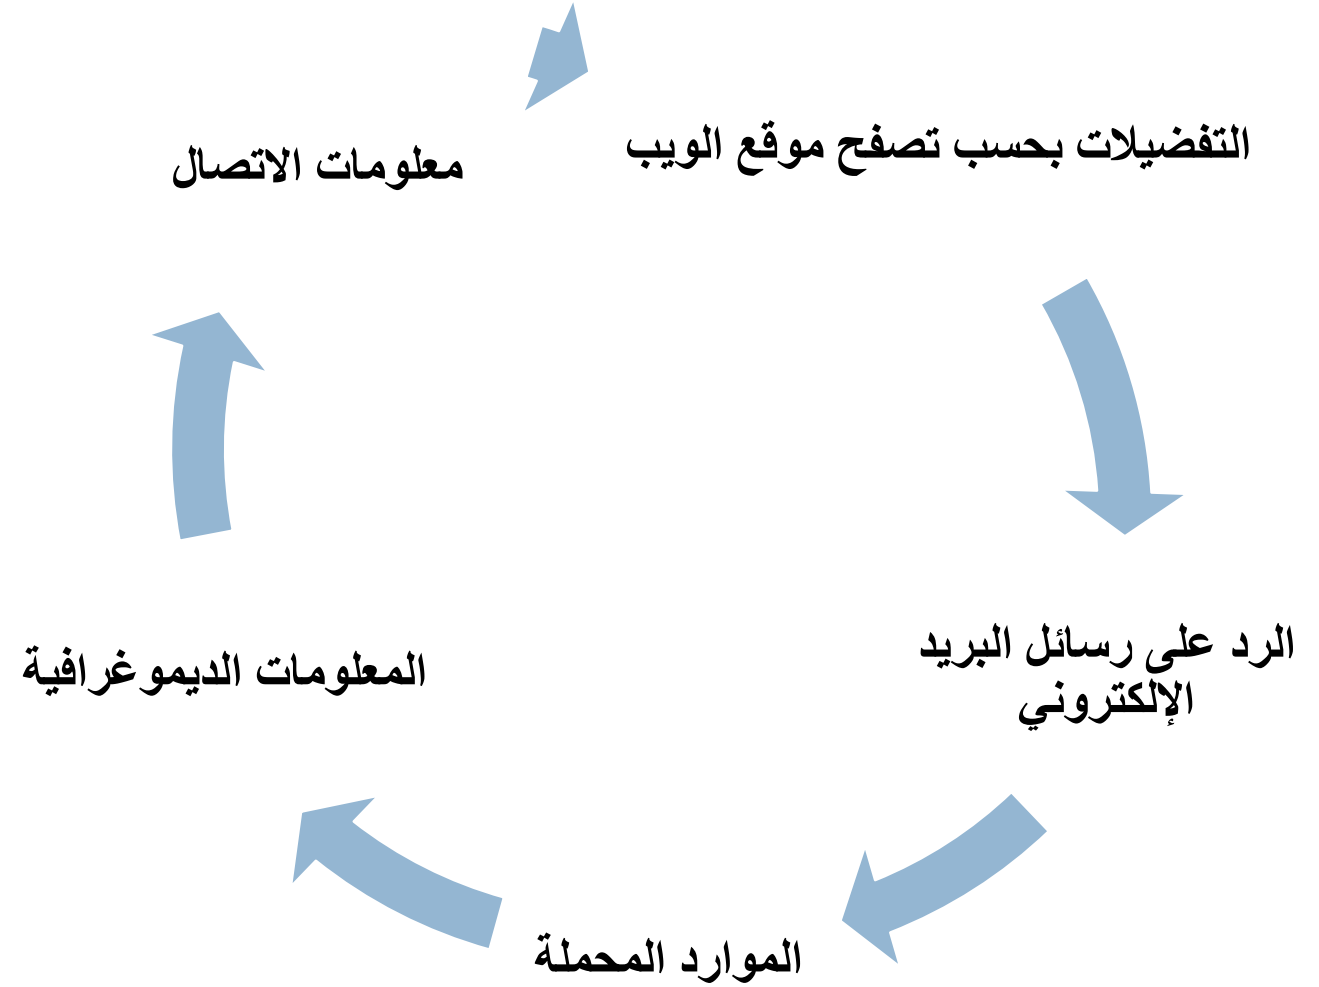 التفضيلات بحسب تصفح موقع الويب
معلومات الاتصال
الرد على رسائل البريد
الإلكتروني
المعلومات الديموغرافية
الموارد المحملة